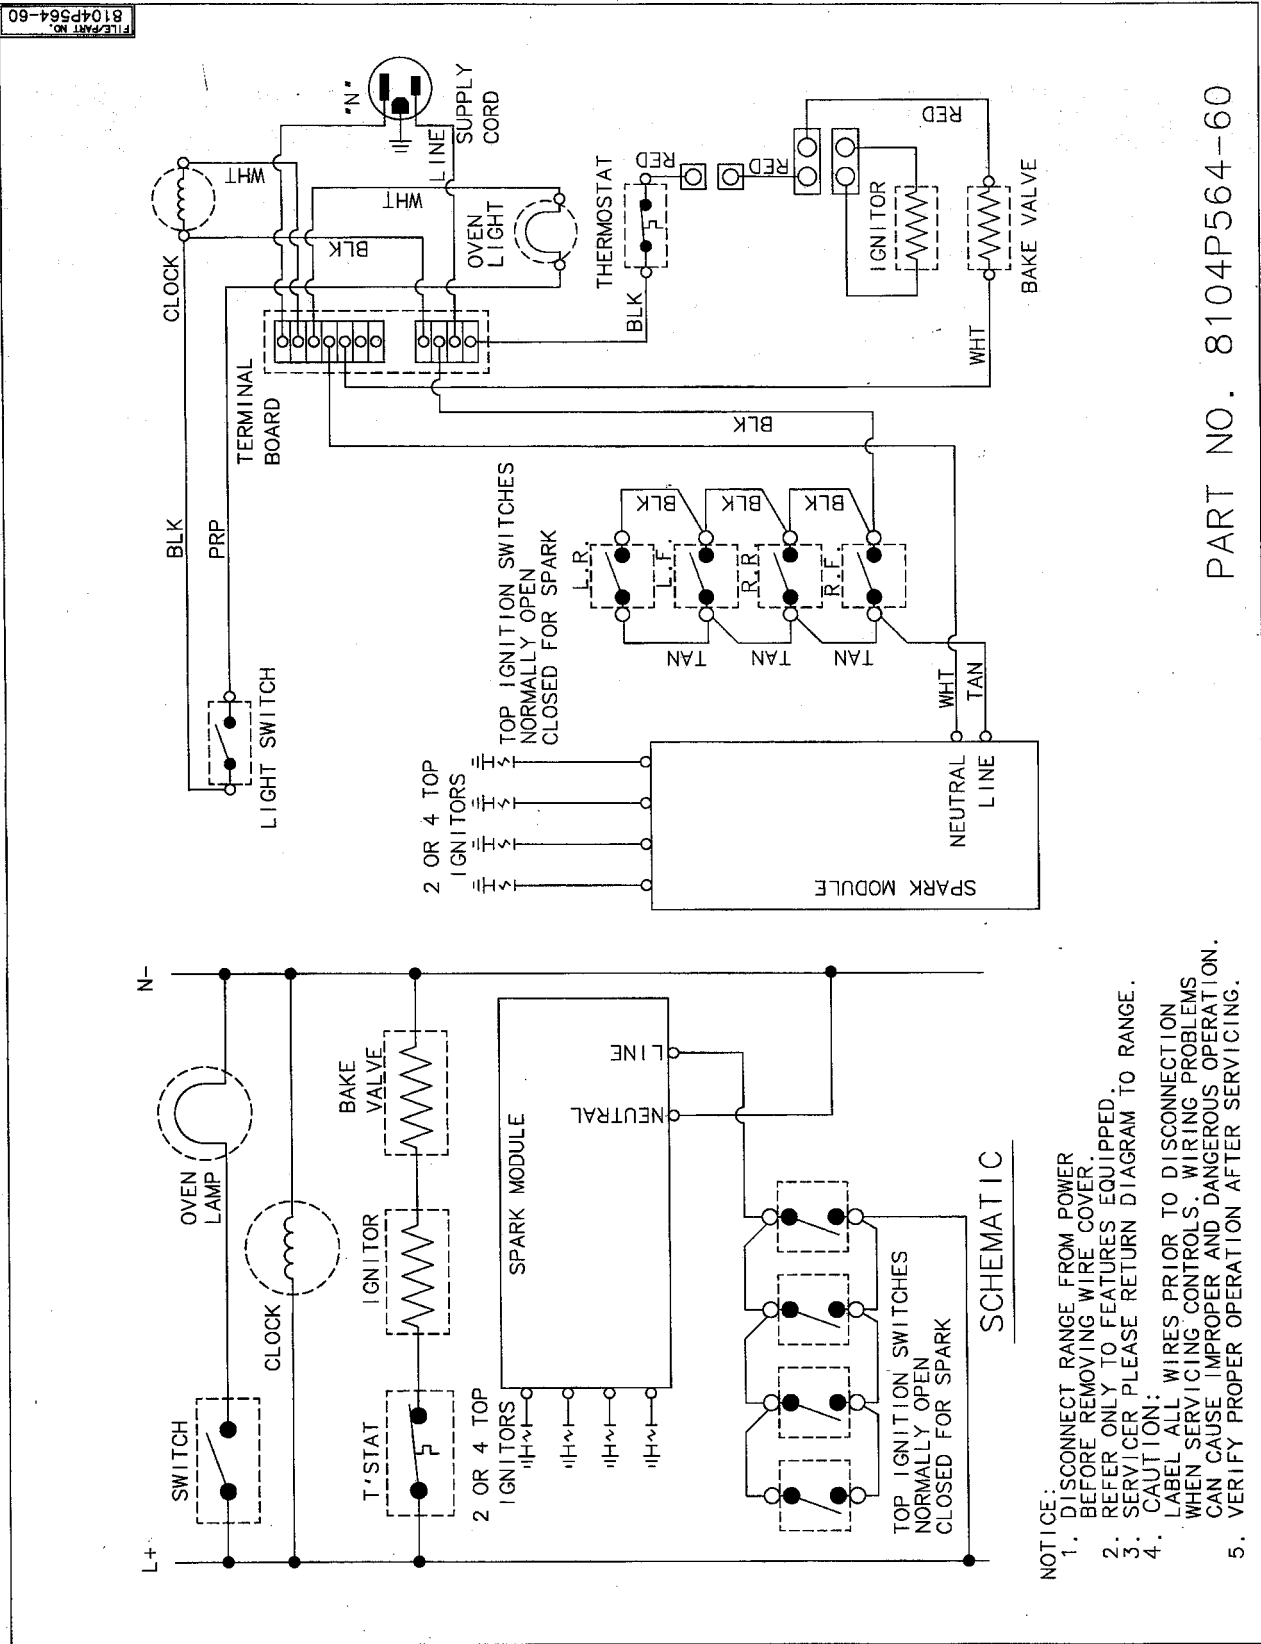 FILE/PART NO.
8104P564-60
"N"
LINE
SUPPLY
CORD
CLOCK
WHT
WHT
BLK
OVEN
LIGHT
THERMOSTAT
RED
RED
RED
IGNITOR
BAKE VALVE
BLK
WHT
TERMINAL
BOARD
BLK
PRP
LIGHT SWITCH
BLK
TOP IGNITION SWITCHES
NORMALLY OPEN
CLOSED FOR SPARK
L.R.
L.F.
R.R.
R.F.
BLK
BLK
BLK
TAN
TAN
TAN
WHT
TAN
2 OR 4 TOP
IGNITORS
NEUTRAL
LINE
SPARK MODULE
PART NO. 8104P564-60
L+
N-
SWITCH
OVEN
LAMP
CLOCK
T'STAT
IGNITOR
BAKE
VALVE
2 OR 4 TOP
IGNITORS
SPARK MODULE
NEUTRAL
LINE
TOP IGNITION SWITCHES
NORMALLY OPEN
CLOSED FOR SPARK
SCHEMATIC
NOTICE:
1. DISCONNECT RANGE FROM POWER
BEFORE REMOVING WIRE COVER.
2. REFER ONLY TO FEATURES EQUIPPED.
3. SERVICER PLEASE RETURN DIAGRAM TO RANGE.
4. CAUTION:
LABEL ALL WIRES PRIOR TO DISCONNECTION
WHEN SERVICING CONTROLS. WIRING PROBLEMS
CAN CAUSE IMPROPER AND DANGEROUS OPERATION.
5. VERIFY PROPER OPERATION AFTER SERVICING.